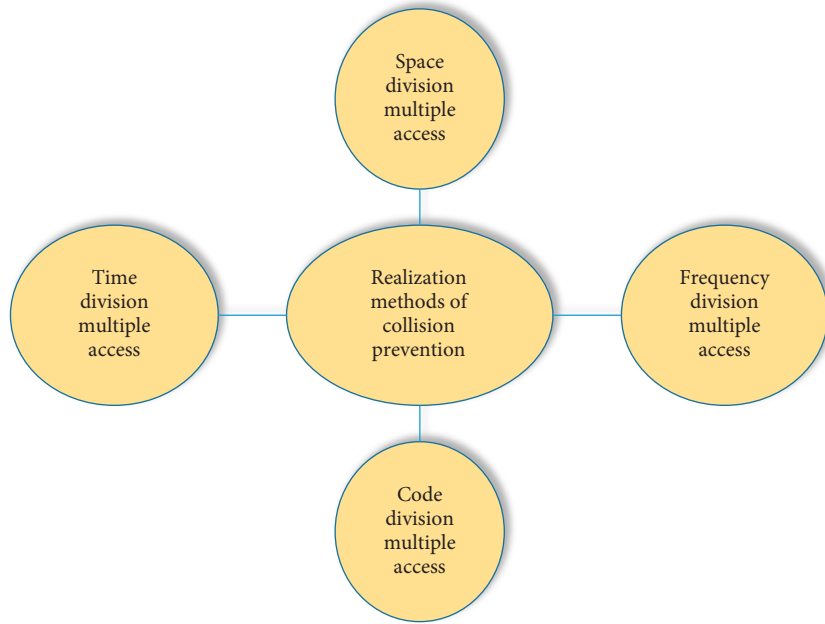 Space
division
multiple
access
Time
division
multiple
access
Realization
methods of
collision
prevention
Frequency
division
multiple
access
Code
division
multiple
access